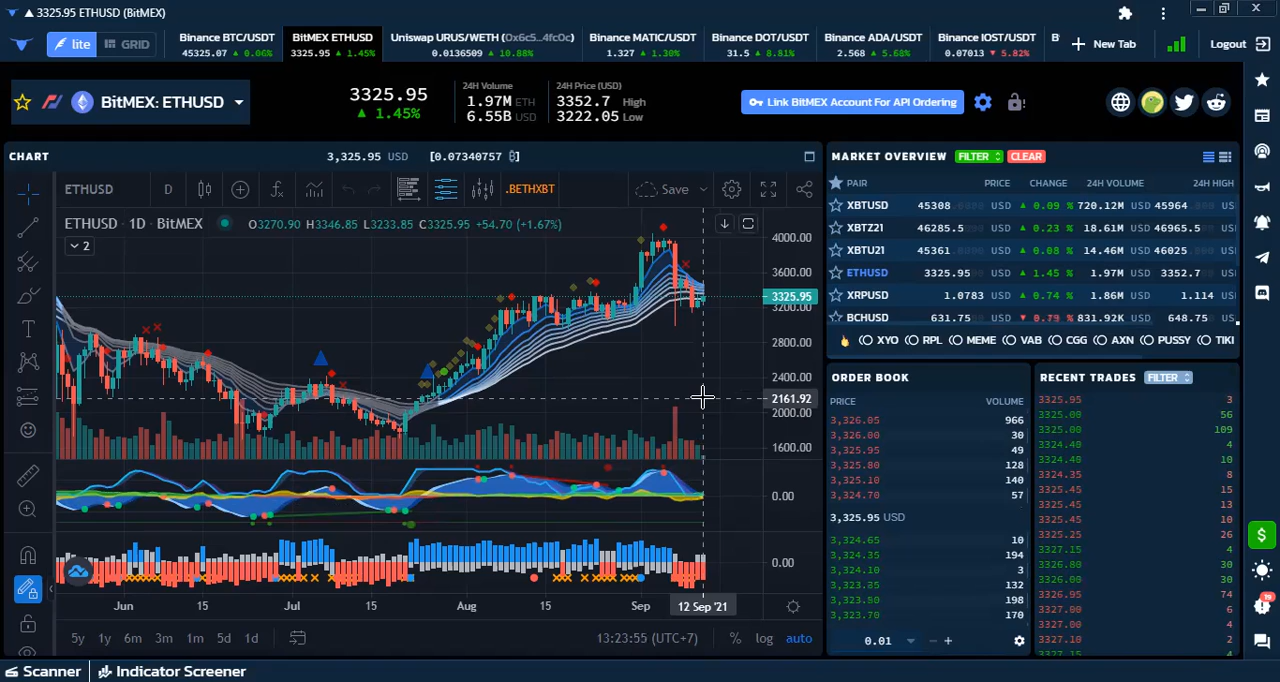 3325.95 ETHUSD (BitMEX)
lite GRID
Binance BTC/USDT 45325.07 ▲ 0.06%
BitMEX ETHUSD 3325.95 ▲ 1.45%
Uniswap URUS/WETH (0x6c5...4fc0c) 0.0136509 ▲ 10.88%
Binance MATIC/USDT 1.327 ▲ 1.30%
Binance DOT/USDT 31.5 ▲ 8.81%
Binance ADA/USDT 2.568 ▲ 5.68%
Binance IOST/USDT 0.07013 ▼ 5.82%
New Tab
Logout
BitMEX: ETHUSD
3325.95
▲ 1.45%
24H Volume
1.97M ETH
6.55B USD
24H Price (USD)
3352.7 High
3222.05 Low
Link BitMEX Account For API Ordering
CHART 3,325.95 USD [0.07340757 ₿]
ETHUSD D .BETHXBT Save
ETHUSD · 1D · BitMEX O3270.90 H3346.85 L3233.85 C3325.95 +54.70 (+1.67%)
2
4000.00
3600.00
3325.95
3200.00
2800.00
2400.00
2161.92
2000.00
1600.00
0.00
0.00
Jun 15 Jul 15 Aug 15 Sep 12 Sep '21
5y 1y 6m 3m 1m 5d 1d 13:23:55 (UTC+7) % log auto
MARKET OVERVIEW FILTER CLEAR
PAIR PRICE CHANGE 24H VOLUME 24H HIGH
XBTUSD 45308 USD ▲ 0.09 % 720.12M USD 45964
XBTZ21 46285.5 USD ▲ 0.23 % 18.61M USD 46965.5
XBTU21 45361 USD ▲ 0.08 % 14.46M USD 46025
ETHUSD 3325.95 USD ▲ 1.45 % 1.97M USD 3352.7
XRPUSD 1.0783 USD ▲ 0.74 % 1.86M USD 1.114
BCHUSD 631.75 USD ▼ 0.79 % 831.92K USD 648.75
XYO RPL MEME VAB CGG AXN PUSSY TIKI
ORDER BOOK
PRICE VOLUME
3,326.05 966
3,326.00 30
3,325.95 49
3,325.80 128
3,325.10 140
3,324.70 57
3,325.95 USD
3,324.65 10
3,324.35 194
3,324.10 3
3,323.85 132
3,323.80 198
3,323.70 170
0.01 − +
RECENT TRADES FILTER
3325.95 3
3325.00 56
3325.00 109
3324.40 4
3324.40 10
3324.35 8
3325.45 15
3325.45 13
3325.45 10
3325.25 26
3327.15 4
3326.80 30
3326.00 30
3326.95 74
3327.00 6
3327.00 4
3327.10 2
3327.15 4
19
Scanner Indicator Screener